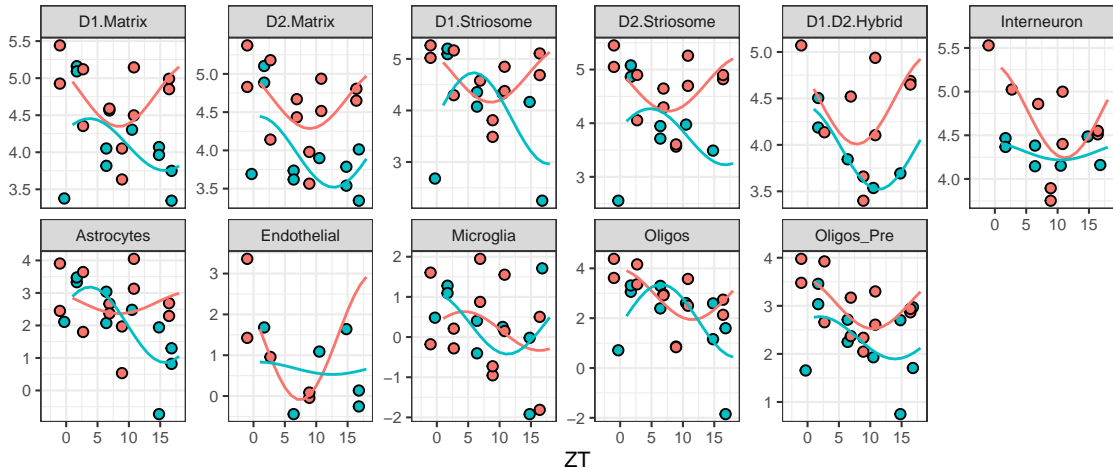 D1.Matrix D2.Matrix D1.Striosome D2.Striosome D1.D2.Hybrid Interneuron
5.5 5.0 4.5 4.0 3.5
5.0 4.5 4.0 3.5
5 4 3
5 4 3
5.0 4.5 4.0 3.5
5.5 5.0 4.5 4.0
Astrocytes Endothelial Microglia Oligos Oligos_Pre
4 3 2 1 0
3 2 1 0
2 1 0 −1 −2
4 2 0 −2
4 3 2 1
0 5 10 15 0 5 10 15 0 5 10 15 0 5 10 15 0 5 10 15 0 5 10 15
ZT